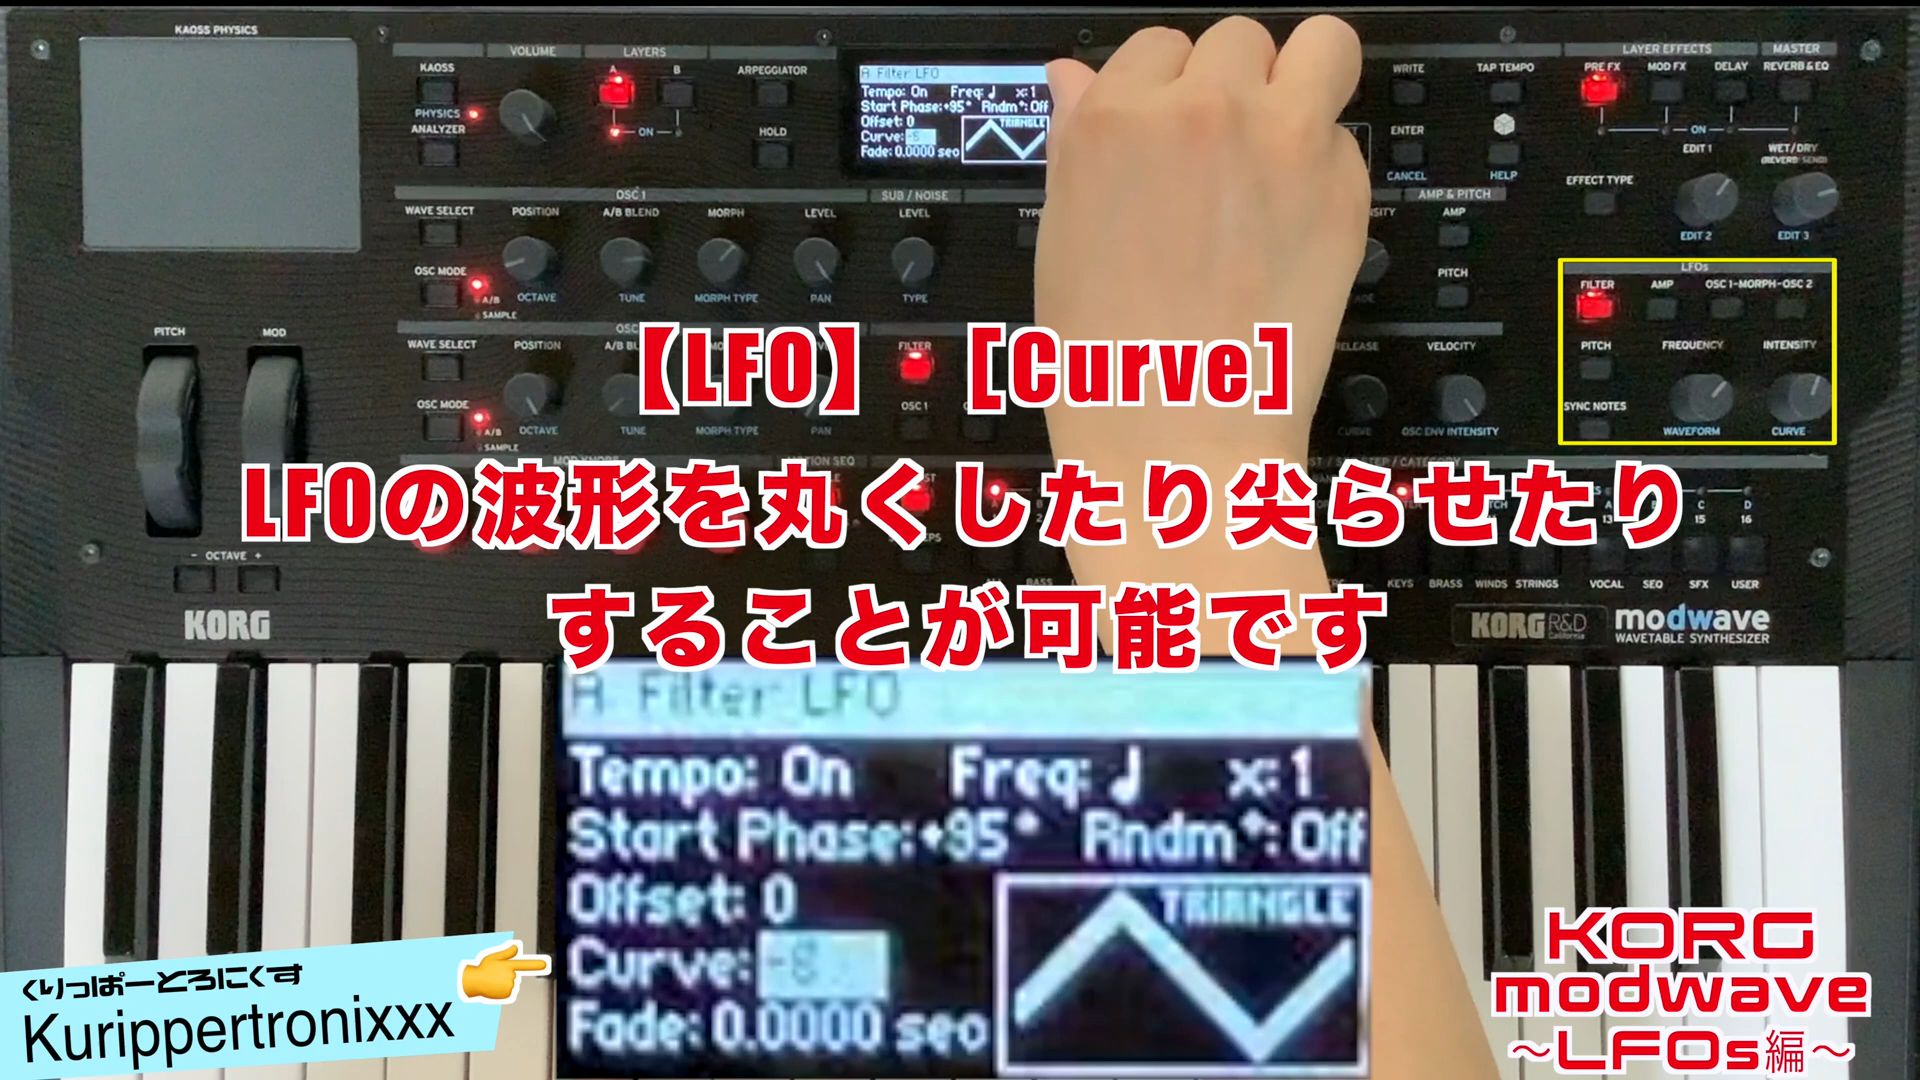 KAOSS PHYSICS
VOLUME
LAYERS
LAYER EFFECTS
MASTER
KAOSS
A
B
ARPEGGIATOR
WRITE
TAP TEMPO
PRE FX
MOD FX
DELAY
REVERB & EQ
PHYSICS
ANALYZER
ON
HOLD
ENTER
ON
EDIT 1
WET/DRY
(REVERB: SEND)
CANCEL
HELP
EFFECT TYPE
A: Filter LFO
Tempo: On Freq: ♩ x:1
Start Phase:+95° Rndm+: Off
Offset: 0
TRIANGLE
Curve:
Fade: 0.0000 sec
OSC 1
SUB / NOISE
AMP & PITCH
WAVE SELECT
POSITION
A/B BLEND
MORPH
LEVEL
LEVEL
AMP
EDIT 2
EDIT 3
OSC MODE
A/B
SAMPLE
OCTAVE
TUNE
MORPH TYPE
PAN
TYPE
PITCH
LFOs
FILTER
AMP
OSC 1-MORPH-OSC 2
PITCH
FREQUENCY
INTENSITY
SYNC NOTES
WAVEFORM
CURVE
PITCH
MOD
WAVE SELECT
POSITION
FILTER
VELOCITY
OSC MODE
A/B
SAMPLE
OCTAVE
TUNE
MORPH TYPE
PAN
OSC 1
CURVE
OSC ENV INTENSITY
【LFO】 [Curve]
LFOの波形を丸くしたり尖らせたり
することが可能です
- OCTAVE +
KEYS
BRASS
WINDS
STRINGS
VOCAL
SEQ
SFX
USER
KORG
KORG R&D
California
modwave
WAVETABLE SYNTHESIZER
A: Filter LFO
Tempo: On Freq: ♩ x:1
Start Phase:+95° Rndm+: Off
Offset: 0
TRIANGLE
Curve:
Fade: 0.0000 sec
くりっぱーとろにくす
Kurippertronixxx
KORG
modwave
～LFOs編～